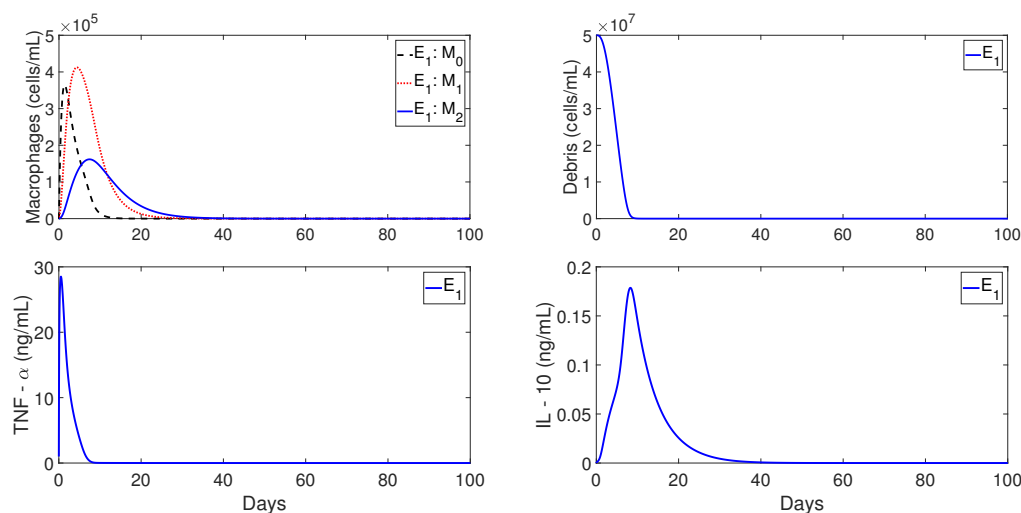 ×10⁵
Macrophages (cells/mL)
5
4
3
2
1
0
0 20 40 60 80 100
E₁: M₀
E₁: M₁
E₁: M₂
×10⁷
Debris (cells/mL)
5
4
3
2
1
0
0 20 40 60 80 100
E₁
TNF - α (ng/mL)
30
20
10
0
0 20 40 60 80 100
Days
E₁
IL - 10 (ng/mL)
0.2
0.15
0.1
0.05
0
0 20 40 60 80 100
Days
E₁